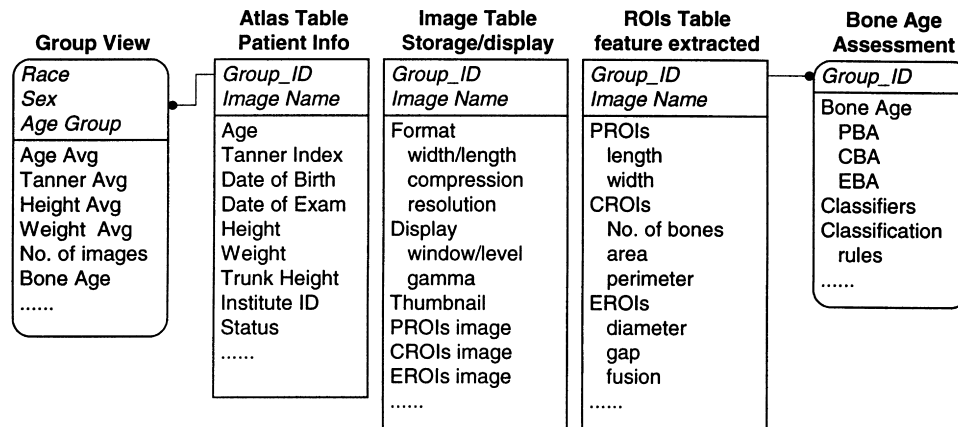 Group View
Race
Sex
Age Group
Age Avg
Tanner Avg
Height Avg
Weight Avg
No. of images
Bone Age
......
Atlas Table
Patient Info
Group_ID
Image Name
Age
Tanner Index
Date of Birth
Date of Exam
Height
Weight
Trunk Height
Institute ID
Status
......
Image Table
Storage/display
Group_ID
Image Name
Format
width/length
compression
resolution
Display
window/level
gamma
Thumbnail
PROIs image
CROIs image
EROIs image
......
ROIs Table
feature extracted
Group_ID
Image Name
PROIs
length
width
CROIs
No. of bones
area
perimeter
EROIs
diameter
gap
fusion
......
Bone Age
Assessment
Group_ID
Bone Age
PBA
CBA
EBA
Classifiers
Classification
rules
......